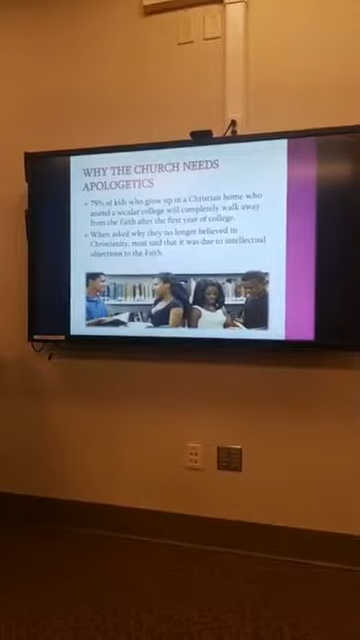 WHY THE CHURCH NEEDS
APOLOGETICS
75% of kids who grow up in a Christian home who
attend a secular college will completely walk away
from the Faith after the first year of college.
When asked why they no longer believed in
Christianity, most said that it was due to intellectual
objections to the Faith.